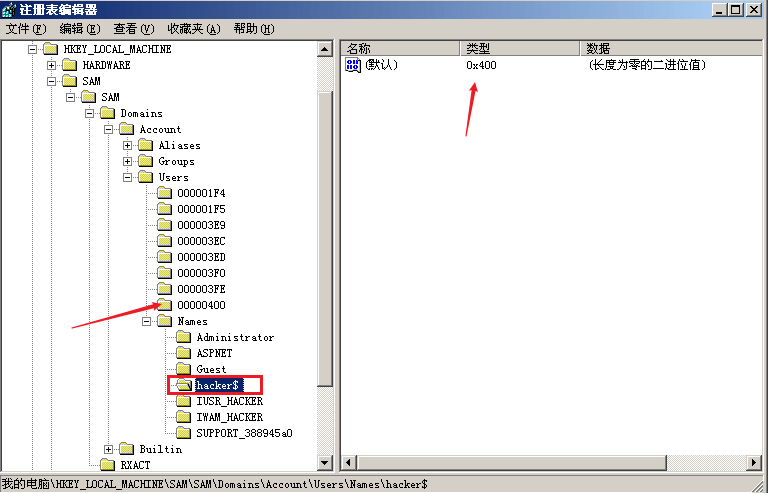 注册表编辑器
文件(F) 编辑(E) 查看(V) 收藏夹(A) 帮助(H)
HKEY_LOCAL_MACHINE
HARDWARE
SAM
SAM
Domains
Account
Aliases
Groups
Users
000001F4
000001F5
000003E9
000003EC
000003ED
000003F0
000003FE
00000400
Names
Administrator
ASPNET
Guest
hacker$
IUSR_HACKER
IWAM_HACKER
SUPPORT_388945a0
Builtin
RXACT
名称 类型 数据
(默认) 0x400 (长度为零的二进位值)
我的电脑\HKEY_LOCAL_MACHINE\SAM\SAM\Domains\Account\Users\Names\hacker$